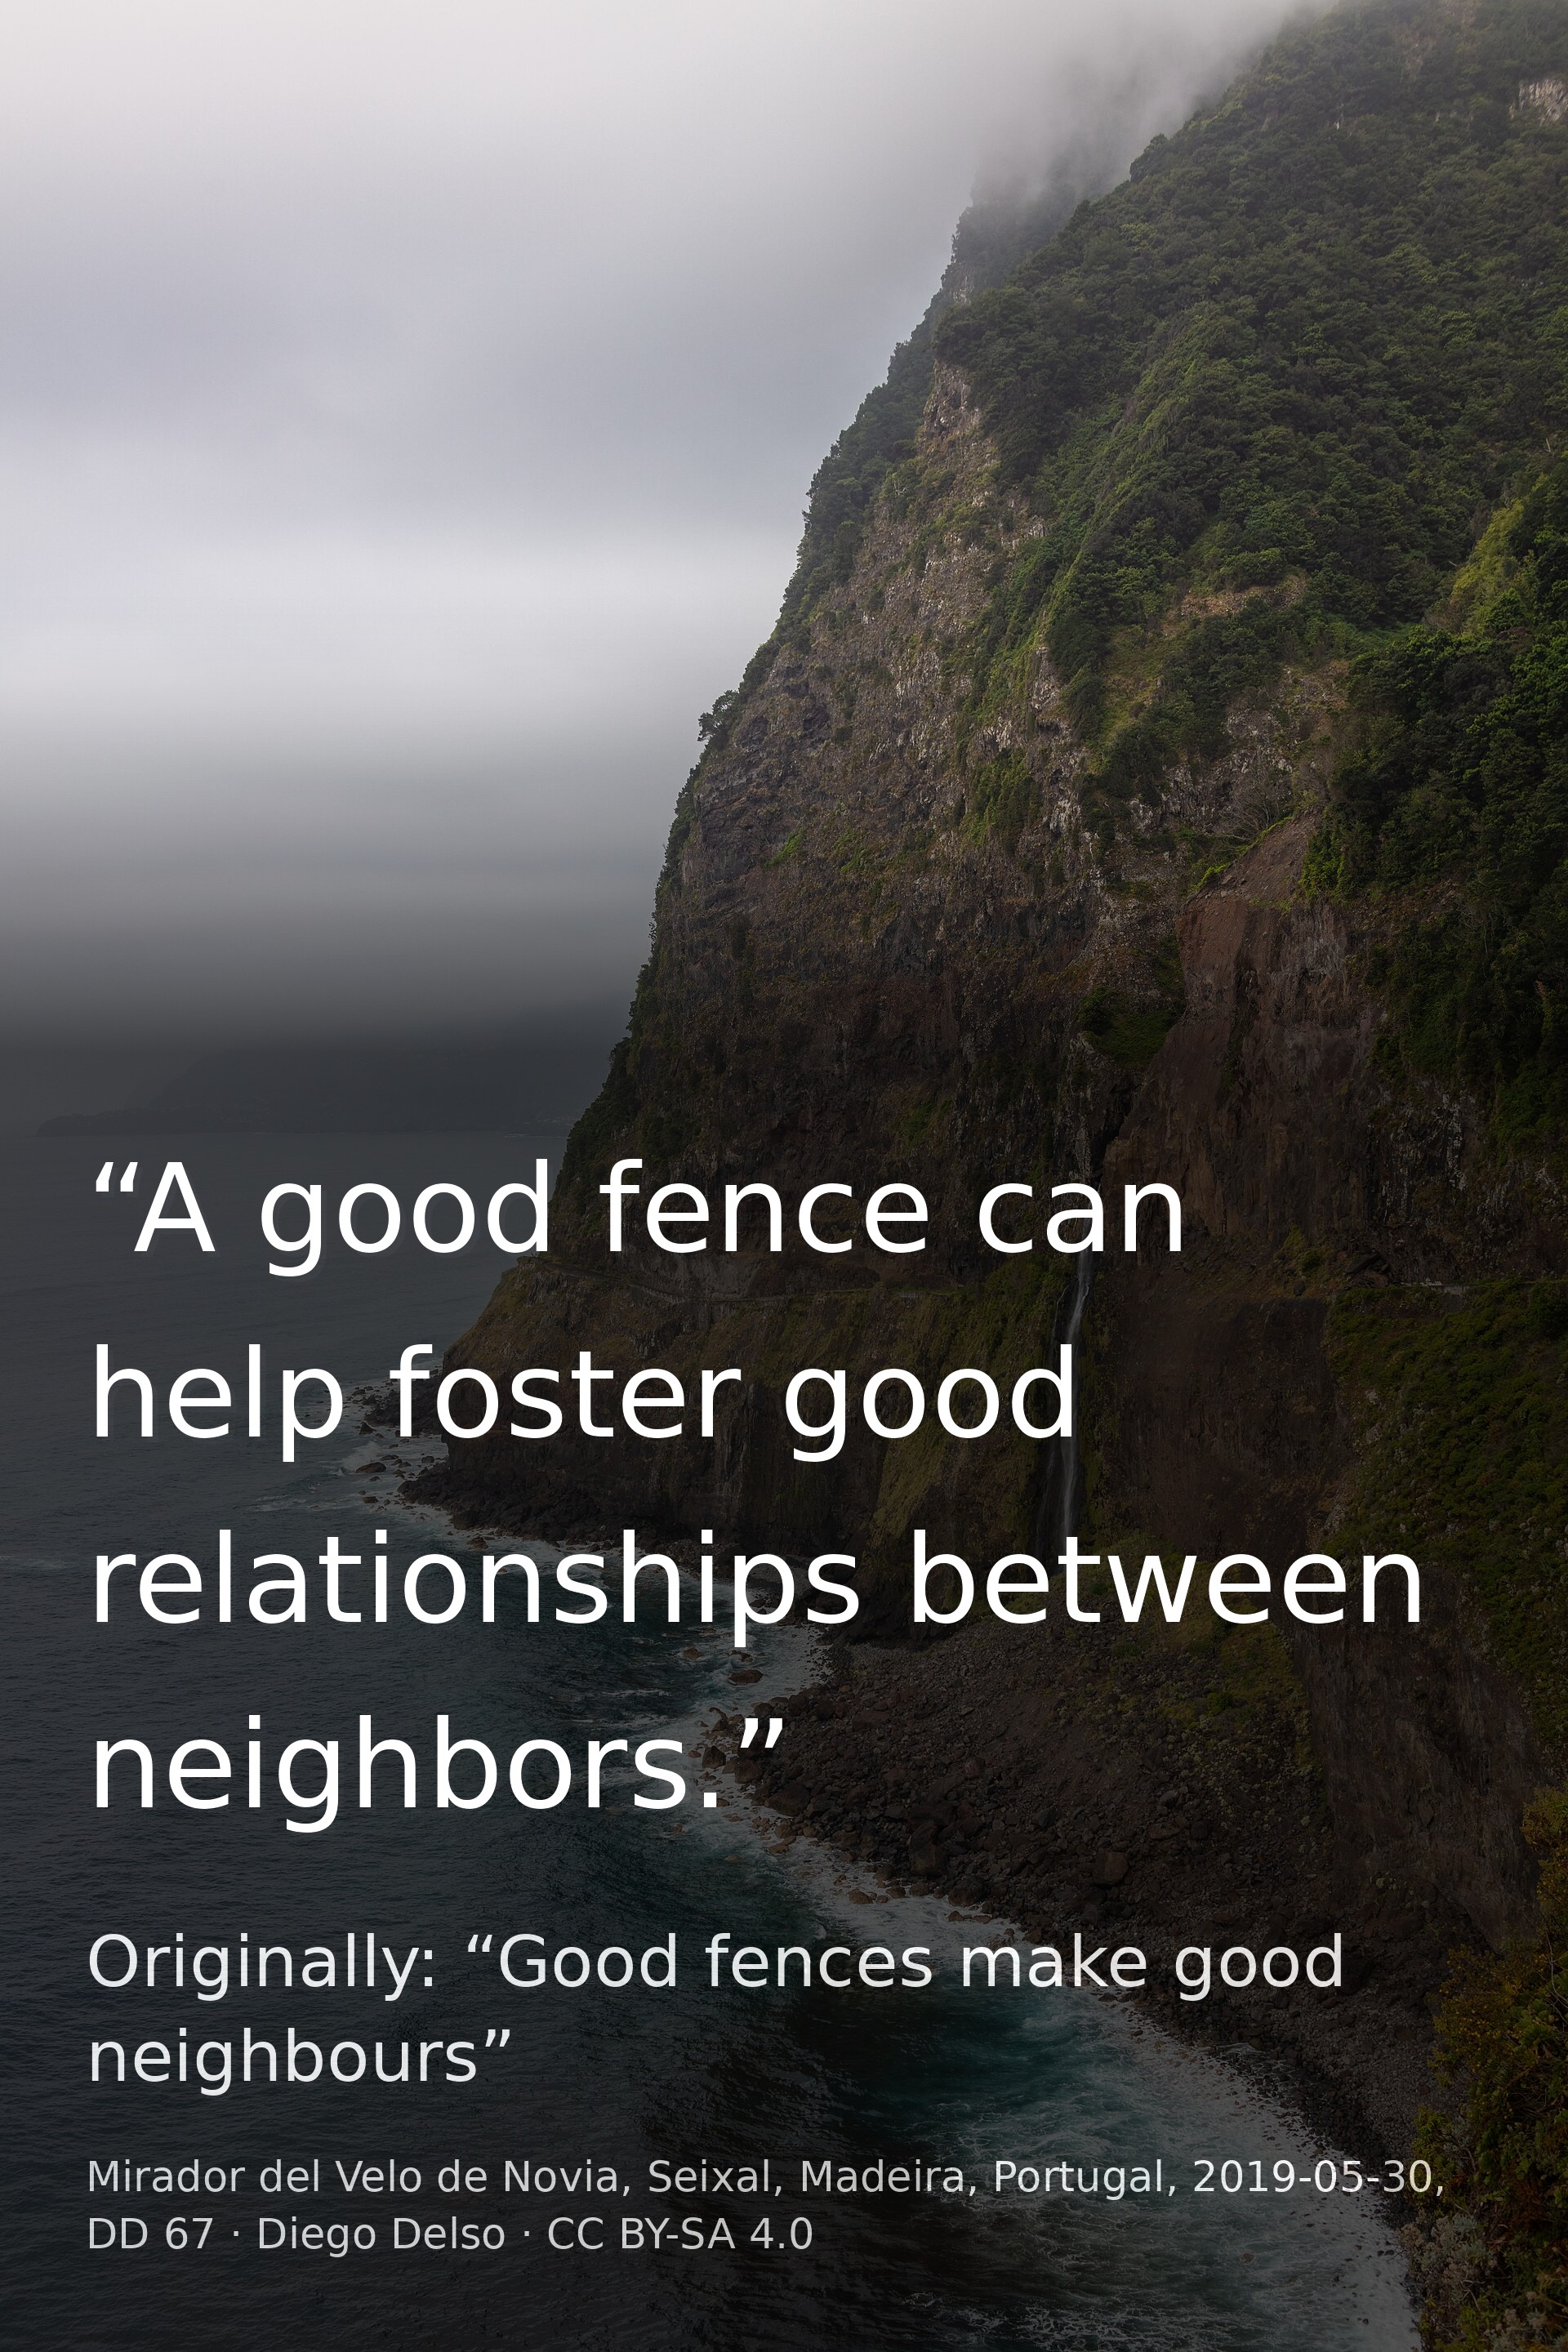 “A good fence can
help foster good
relationships between
neighbors.”
Originally: “Good fences make good
neighbours”
Mirador del Velo de Novia, Seixal, Madeira, Portugal, 2019-05-30,
DD 67 · Diego Delso · CC BY-SA 4.0